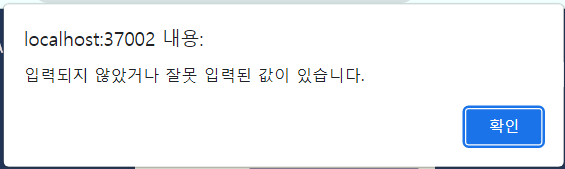 localhost:37002 내용:
입력되지 않았거나 잘못 입력된 값이 있습니다.
확인